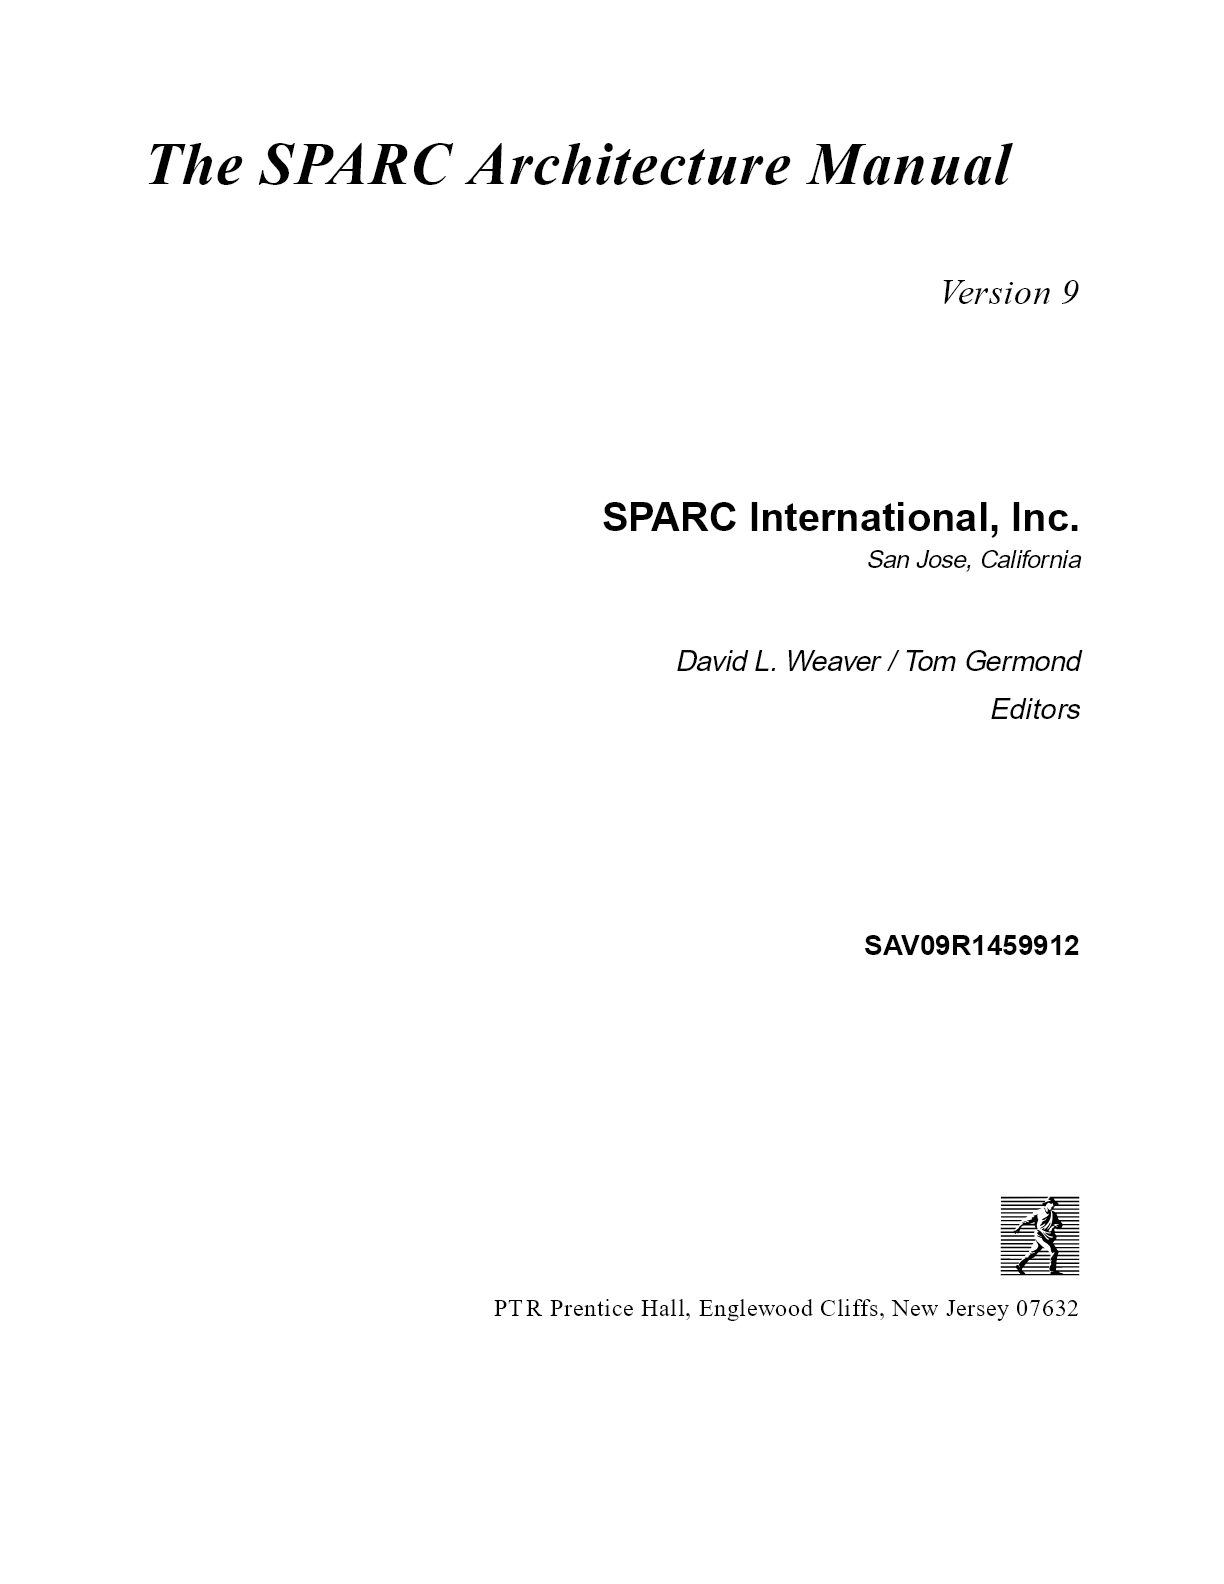 The SPARC Architecture Manual
Version 9
SPARC International, Inc.
San Jose, California
David L. Weaver / Tom Germond
Editors
SAV09R1459912
PTR Prentice Hall, Englewood Cliffs, New Jersey 07632